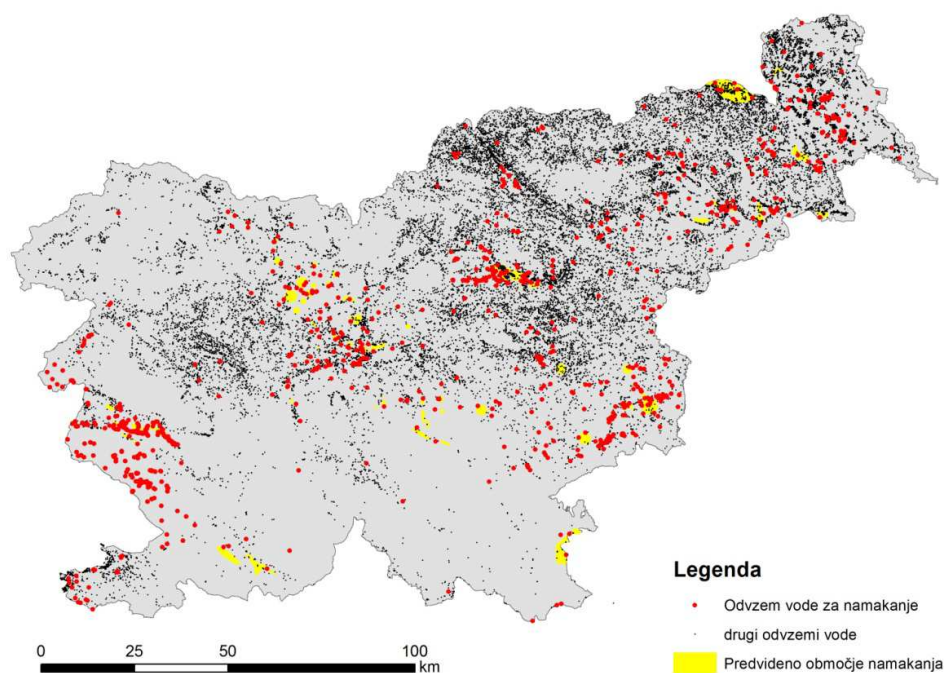 Legenda
Odvzem vode za namakanje
drugi odvzemi vode
Predvideno območje namakanja
0 25 50 100
km